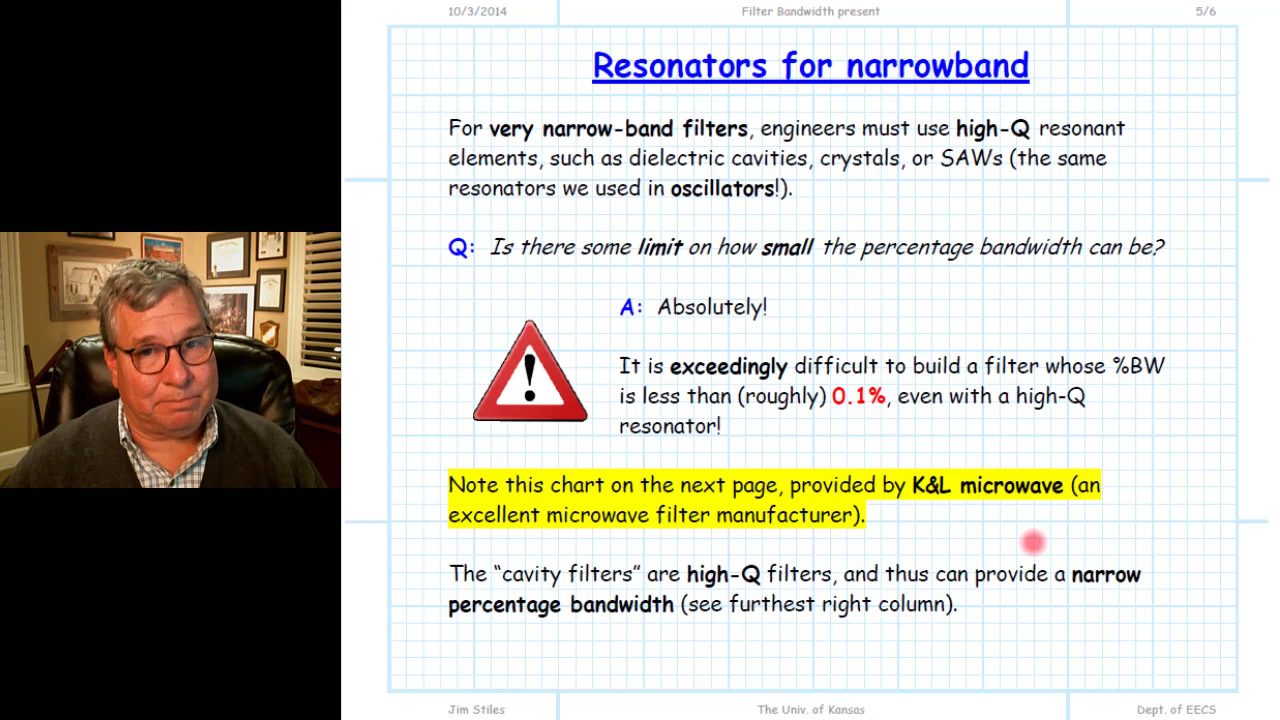 10/3/2014 Filter Bandwidth present 5/6
Resonators for narrowband
For very narrow-band filters, engineers must use high-Q resonant
elements, such as dielectric cavities, crystals, or SAWs (the same
resonators we used in oscillators!).
Q: Is there some limit on how small the percentage bandwidth can be?
A: Absolutely!
It is exceedingly difficult to build a filter whose %BW
is less than (roughly) 0.1%, even with a high-Q
resonator!
Note this chart on the next page, provided by K&L microwave (an
excellent microwave filter manufacturer).
The “cavity filters” are high-Q filters, and thus can provide a narrow
percentage bandwidth (see furthest right column).
Jim Stiles The Univ. of Kansas Dept. of EECS